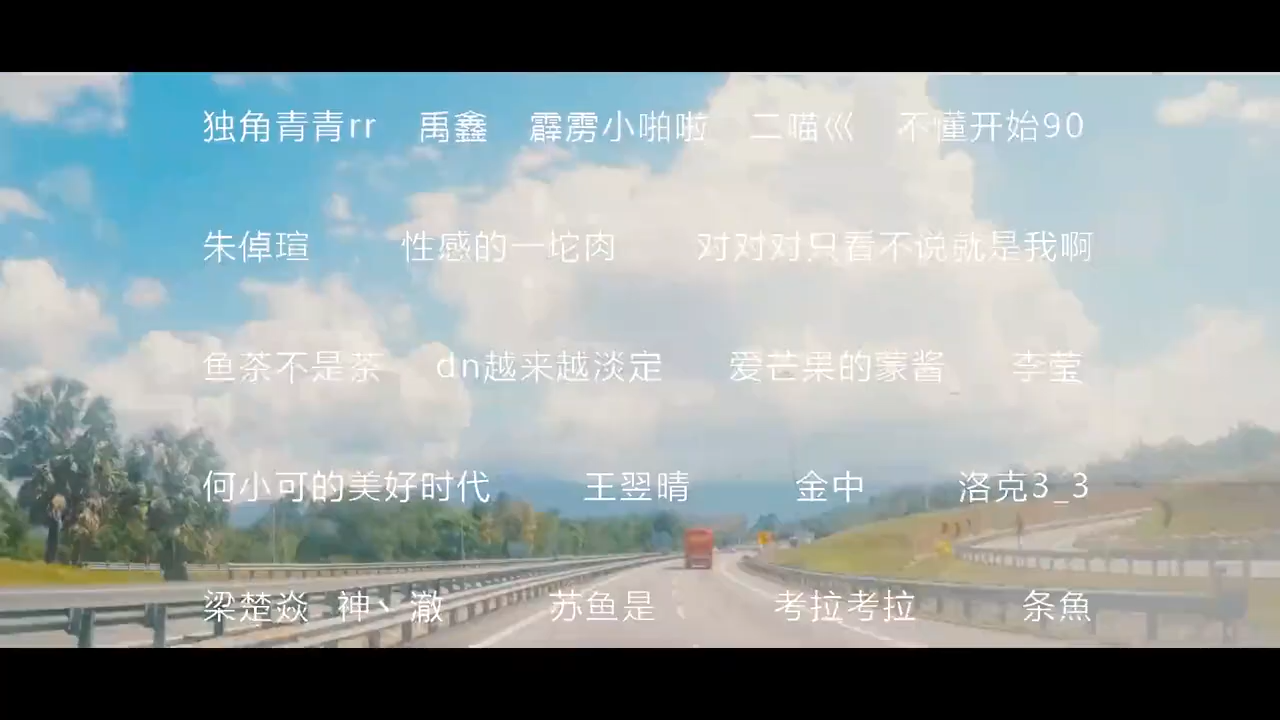 独角青青rr 禹鑫 霹雳小啪啦 二喵巛 不懂开始90
朱倬瑄 性感的一坨肉 对对对只看不说就是我啊
鱼茶不是茶 dn越来越淡定 爱芒果的蒙酱 李莹
何小可的美好时代 王翌晴 金中 洛克3_3
梁楚焱 神丶澈 苏鱼是 考拉考拉 条魚